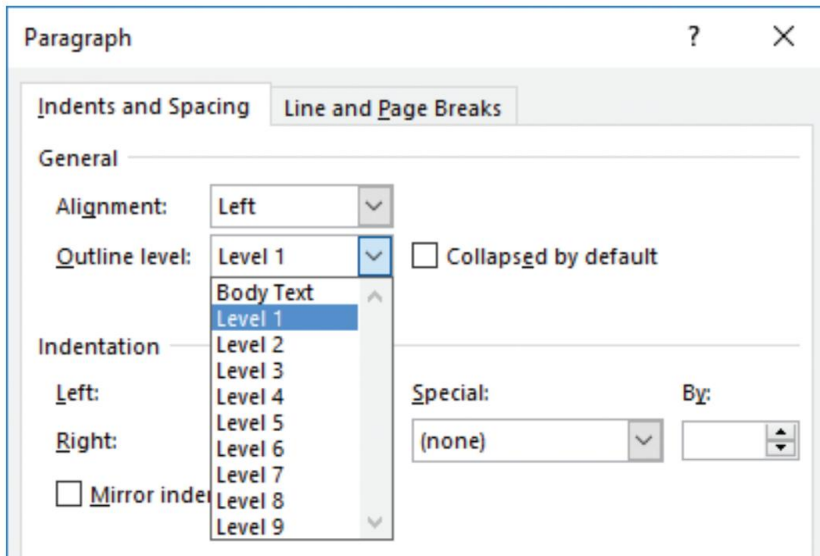 Paragraph ?
Indents and Spacing Line and Page Breaks
General
Alignment: Left
Outline level: Level 1 Collapsed by default
Body Text
Level 1
Level 2
Indentation
Level 3
Left: Level 4 Special: By:
Level 5
Right: Level 6 (none)
Level 7
Mirror inde Level 8
Level 9